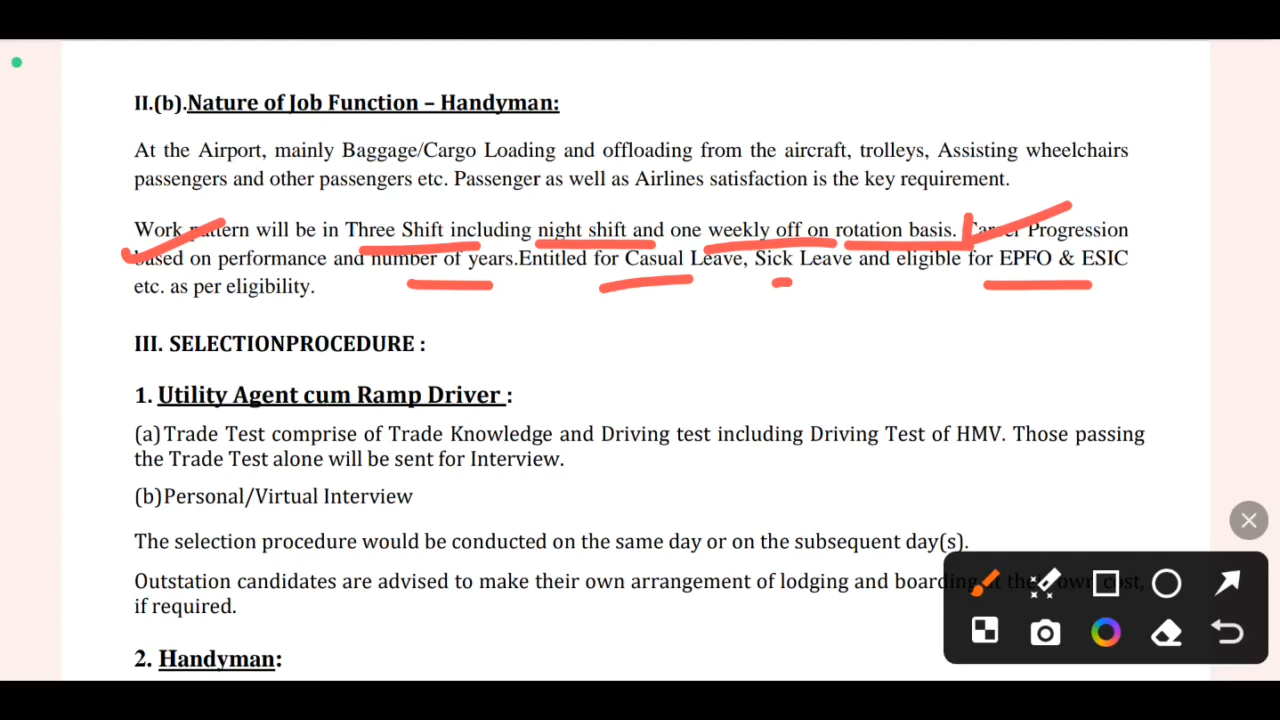 II.(b).Nature of Job Function – Handyman:
At the Airport, mainly Baggage/Cargo Loading and offloading from the aircraft, trolleys, Assisting wheelchairs
passengers and other passengers etc. Passenger as well as Airlines satisfaction is the key requirement.
Work pattern will be in Three Shift including night shift and one weekly off on rotation basis. Career Progression
based on performance and number of years.Entitled for Casual Leave, Sick Leave and eligible for EPFO & ESIC
etc. as per eligibility.
III. SELECTIONPROCEDURE :
1. Utility Agent cum Ramp Driver :
(a)Trade Test comprise of Trade Knowledge and Driving test including Driving Test of HMV. Those passing
the Trade Test alone will be sent for Interview.
(b)Personal/Virtual Interview
The selection procedure would be conducted on the same day or on the subsequent day(s).
Outstation candidates are advised to make their own arrangement of lodging and boarding at their own cost,
if required.
2. Handyman: